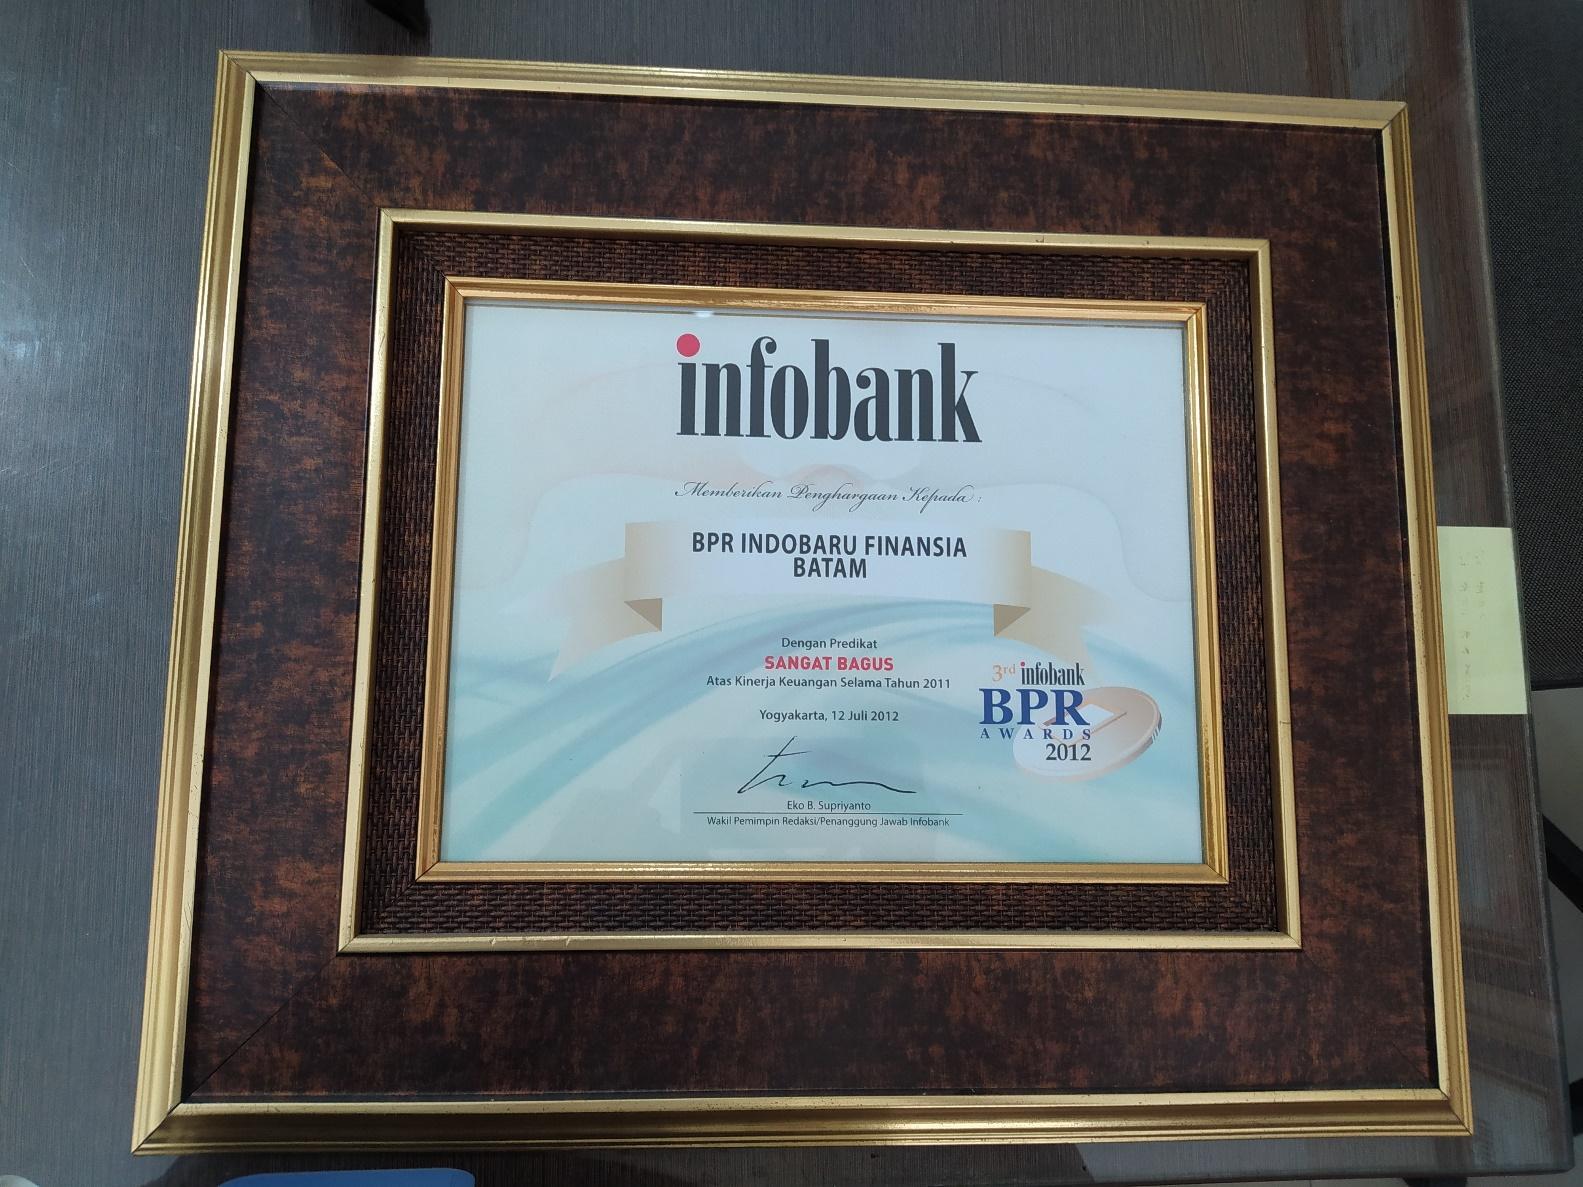 infobank
Memberikan Penghargaan Kepada :
BPR INDOBARU FINANSIA
BATAM
Dengan Predikat
SANGAT BAGUS
Atas Kinerja Keuangan Selama Tahun 2011
Yogyakarta, 12 Juli 2012
Eko B. Supriyanto
Wakil Pemimpin Redaksi/Penanggung Jawab Infobank
3rd infobank
BPR
AWARDS
2012